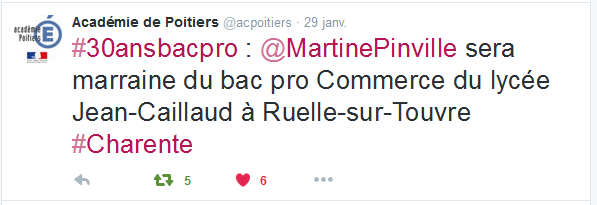 académie
Poitiers
Académie de Poitiers @acpoitiers · 29 janv.
#30ansbacpro : @MartinePinville sera
marraine du bac pro Commerce du lycée
Jean-Caillaud à Ruelle-sur-Touvre
#Charente
5 6